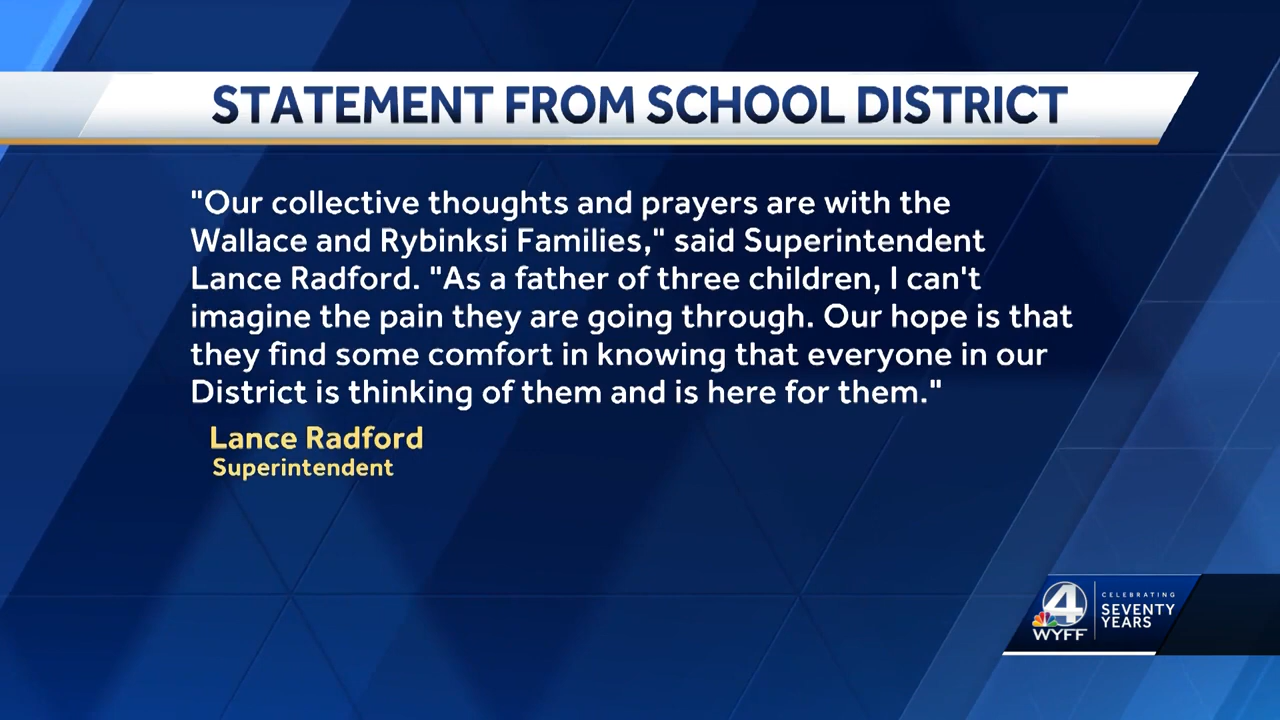 STATEMENT FROM SCHOOL DISTRICT
"Our collective thoughts and prayers are with the
Wallace and Rybinksi Families," said Superintendent
Lance Radford. "As a father of three children, I can't
imagine the pain they are going through. Our hope is that
they find some comfort in knowing that everyone in our
District is thinking of them and is here for them."
Lance Radford
Superintendent
4
WYFF
CELEBRATING
SEVENTY
YEARS